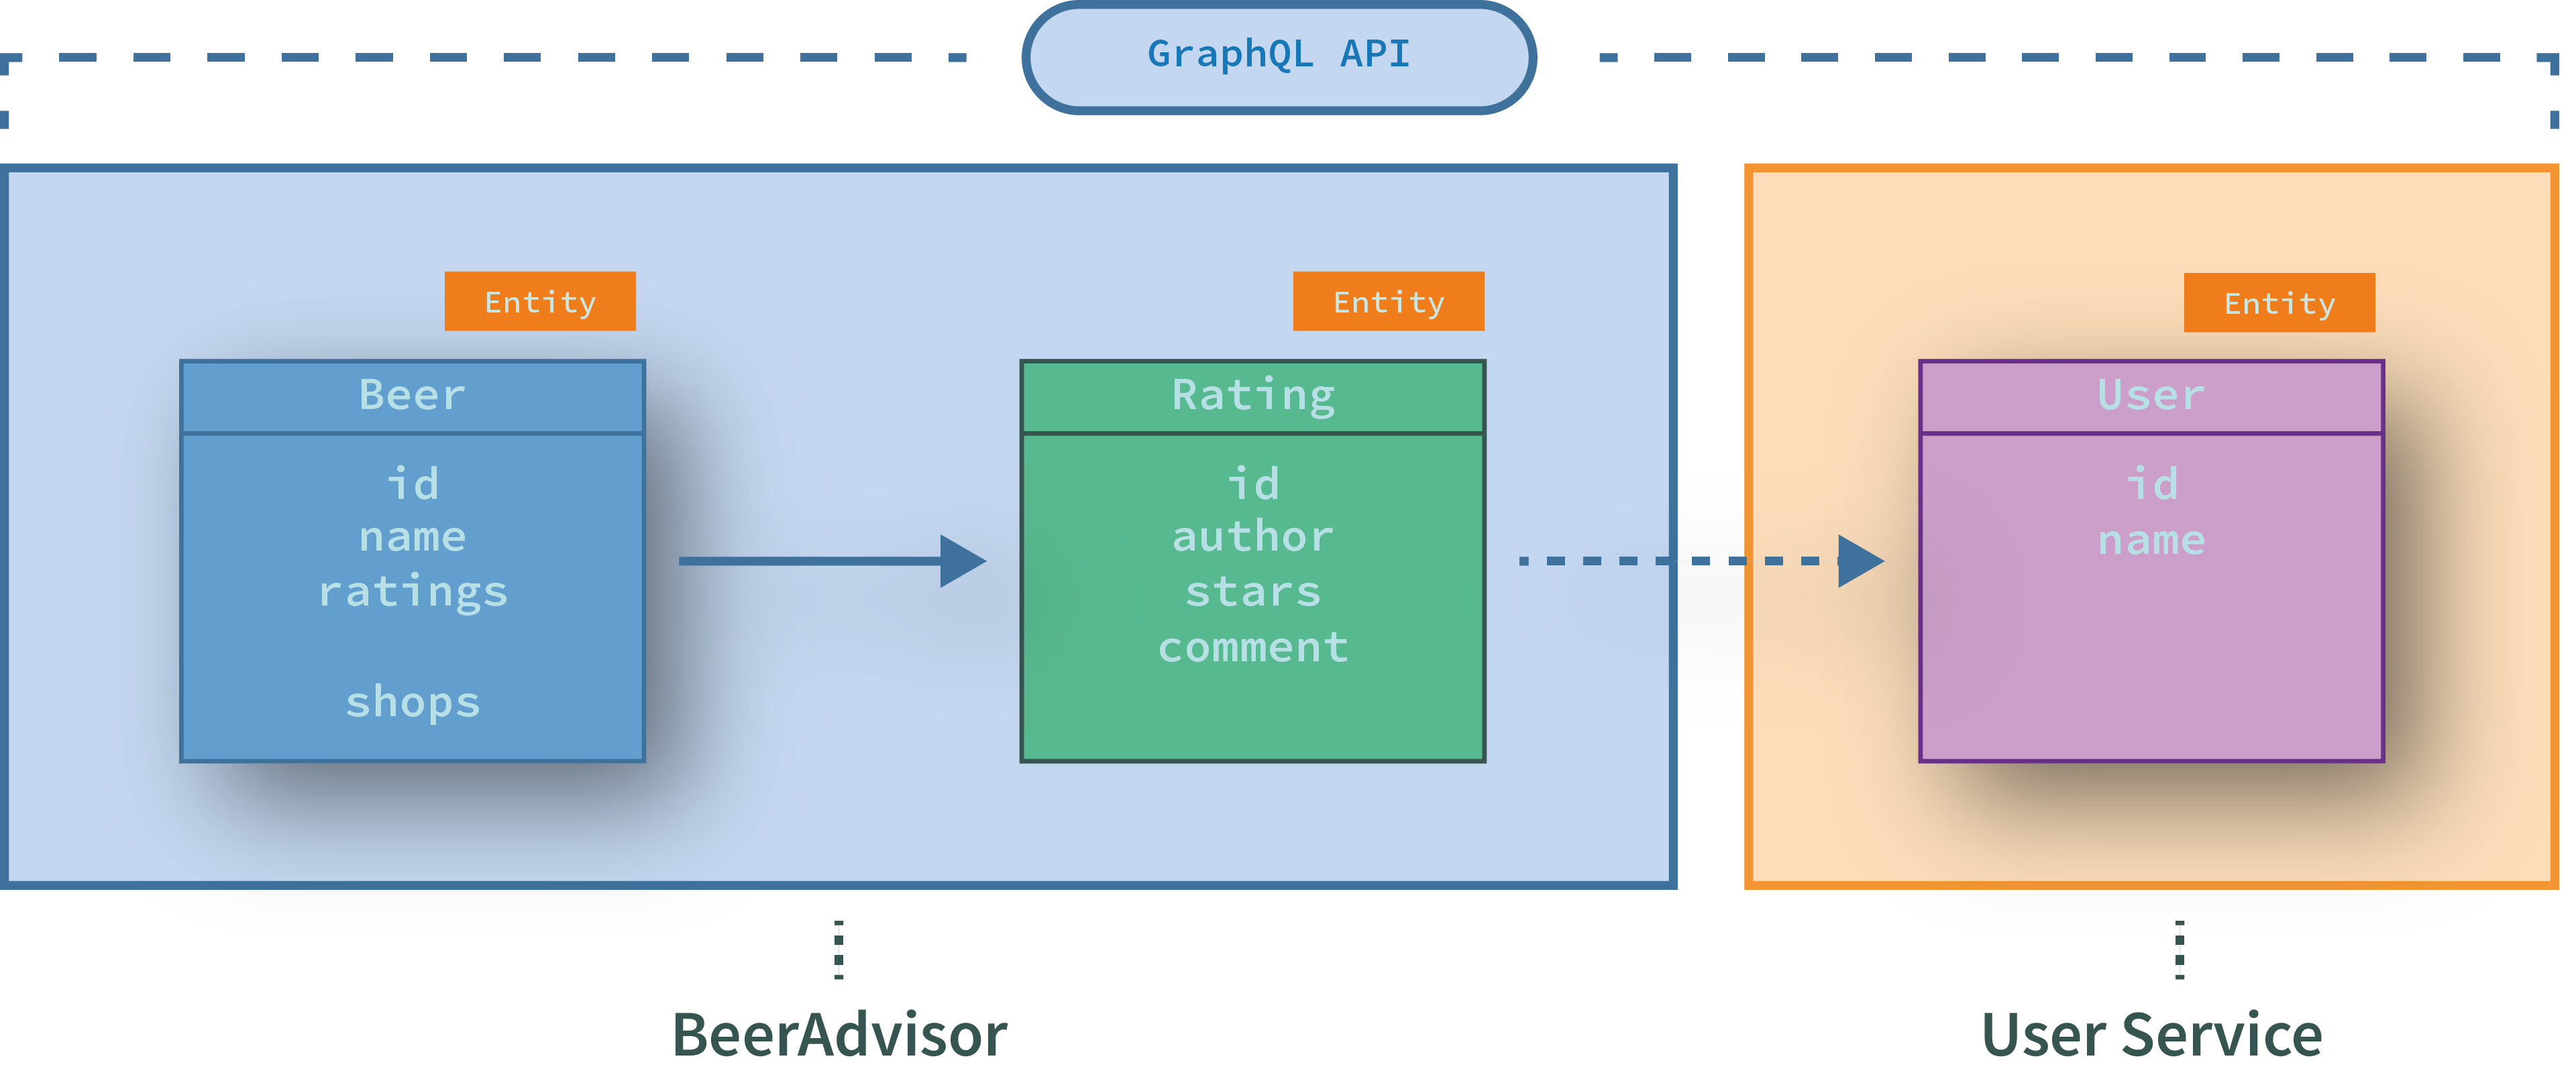 GraphQL API
Entity
Beer
id
name
ratings
shops
Entity
Rating
id
author
stars
comment
Entity
User
id
name
BeerAdvisor
User Service